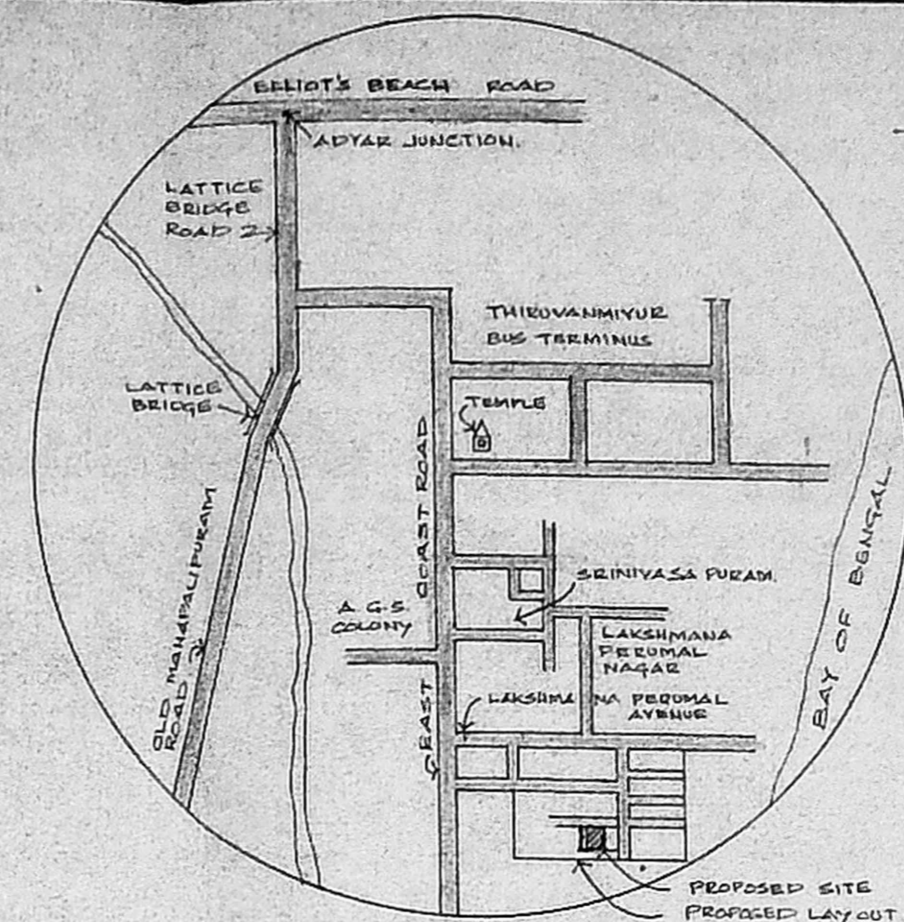 ELLIOT'S BEACH ROAD
ADYAR JUNCTION.
LATTICE
BRIDGE
ROAD
THIRUVANMIYUR
BUS TERMINUS
LATTICE
BRIDGE
TEMPLE
EAST COAST ROAD
OLD MAHABALIPURAM
ROAD
BAY OF BENGAL
SRINIVASA PURAM.
A.G.S.
COLONY
LAKSHMANA
PERUMAL
NAGAR
LAKSHMANA PERUMAL
AVENUE
PROPOSED SITE
PROPOSED LAYOUT